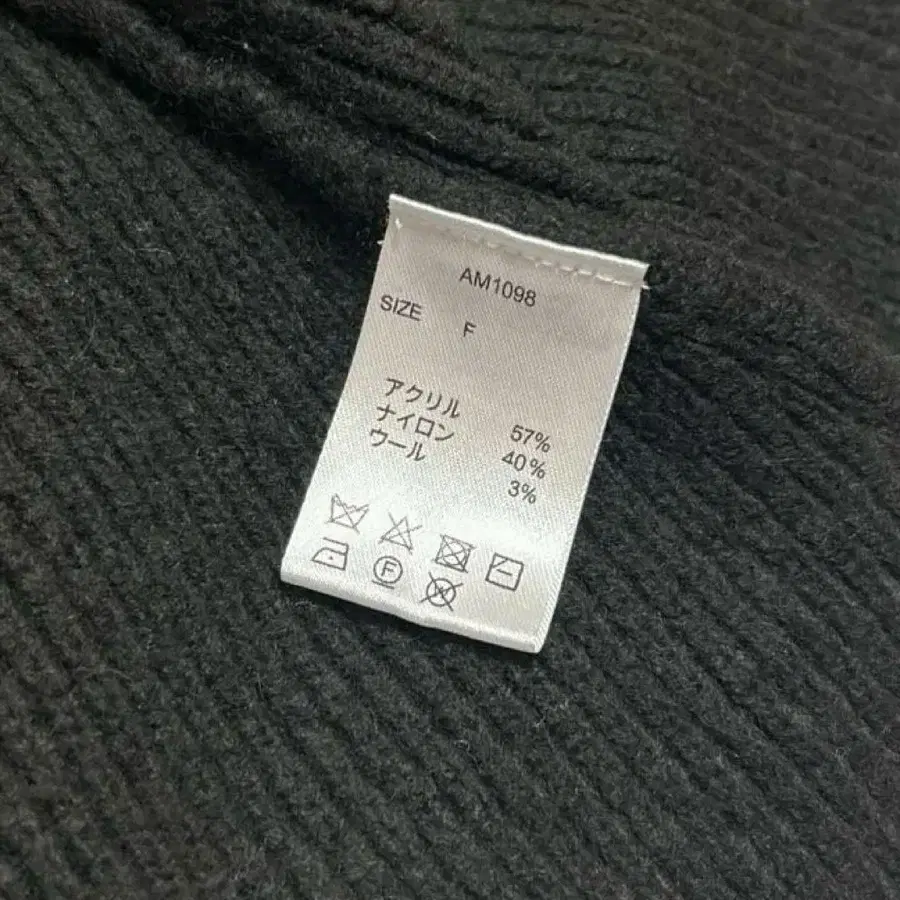 AM1098
SIZE F
アクリル 57%
ナイロン 40%
ウール 3%
F
W